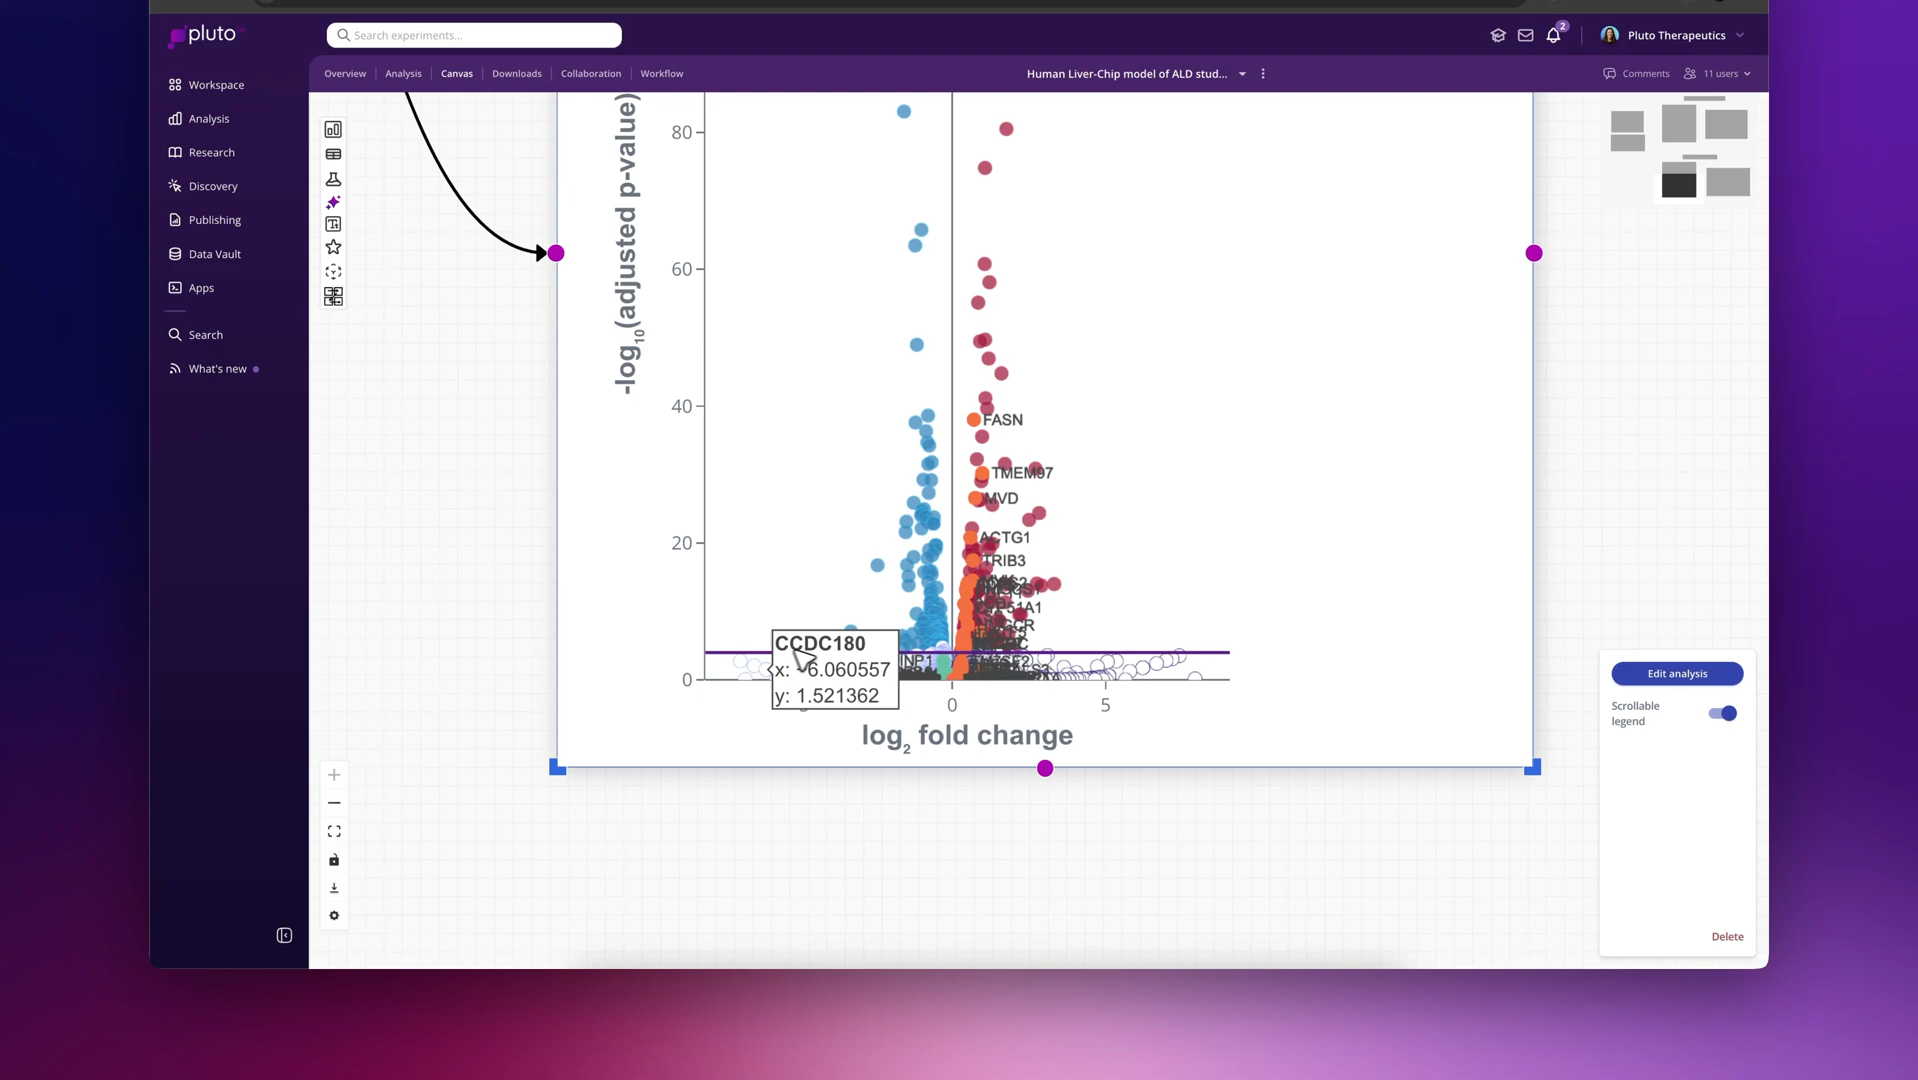 pluto
Search experiments...
2
Pluto Therapeutics
Overview
Analysis
Canvas
Downloads
Collaboration
Workflow
Human Liver-Chip model of ALD stud...
Comments
11 users
Workspace
Analysis
Research
Discovery
Publishing
Data Vault
Apps
Search
What's new
-log10(adjusted p-value)
80
60
40
20
0
FASN
TMEM97
MVD
ACTG1
TRIB3
CCDC180
x: -6.060557
y: 1.521362
0
5
log2 fold change
Edit analysis
Scrollable
legend
Delete